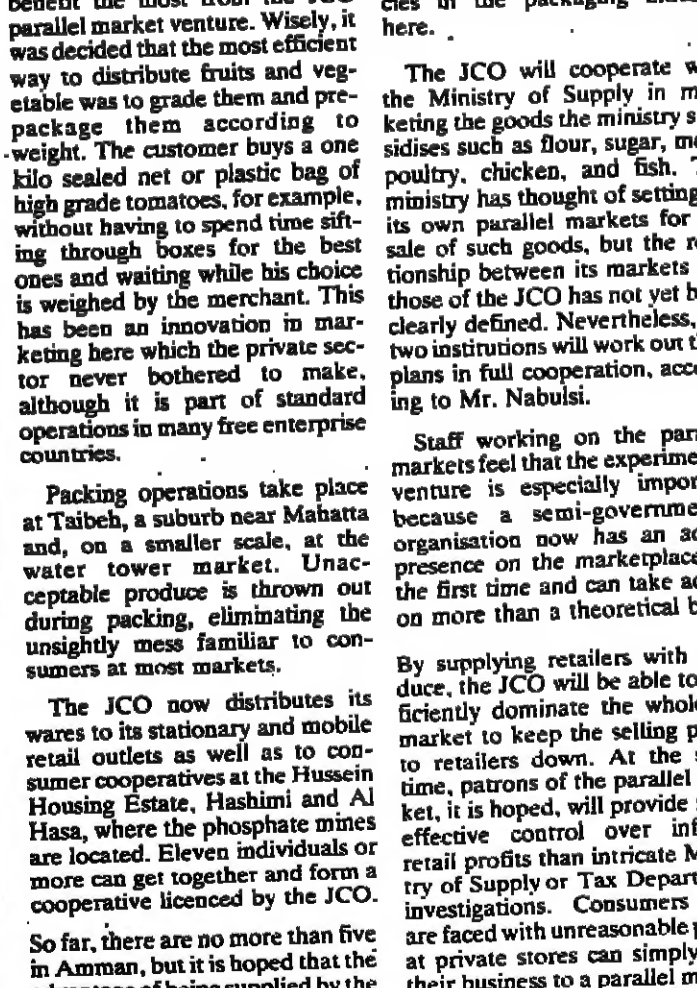 benefit the most from the JCO
parallel market venture. Wisely, it
was decided that the most efficient
way to distribute fruits and veg-
etable was to grade them and pre-
package them according to
weight. The customer buys a one
kilo sealed net or plastic bag of
high grade tomatoes, for example,
without having to spend time sift-
ing through boxes for the best
ones and waiting while his choice
is weighed by the merchant. This
has been an innovation in mar-
keting here which the private sec-
tor never bothered to make,
although it is part of standard
operations in many free enterprise
countries.
Packing operations take place
at Taibeh, a suburb near Mahatta
and, on a smaller scale, at the
water tower market. Unac-
ceptable produce is thrown out
during packing, eliminating the
unsightly mess familiar to con-
sumers at most markets.
The JCO now distributes its
wares to its stationary and mobile
retail outlets as well as to con-
sumer cooperatives at the Hussein
Housing Estate, Hashimi and Al
Hasa, where the phosphate mines
are located. Eleven individuals or
more can get together and form a
cooperative licenced by the JCO.
So far, there are no more than five
in Amman, but it is hoped that the
of being supplied by the
cies in the packaging
here.
The JCO will cooperate w
the Ministry of Supply in m
keting the goods the ministry s
sidises such as flour, sugar, me
poultry, chicken, and fish.
ministry has thought of setting
its own parallel markets for
sale of such goods, but the re
tionship between its markets
those of the JCO has not yet b
clearly defined. Nevertheless,
two institutions will work out t
plans in full cooperation, acc
ing to Mr. Nabulsi.
Staff working on the par
markets feel that the experime
venture is especially impor
because a semi-governme
organisation now has an ac
presence on the marketplace
the first time and can take ac
on more than a theoretical b
By supplying retailers with
duce, the JCO will be able to
ficiently dominate the whole
market to keep the selling p
to retailers down. At the s
time, patrons of the parallel
ket, it is hoped, will provide
effective control over inf
retail profits than intricate M
try of Supply or Tax Depart
investigations. Consumers
are faced with unreasonable p
at private stores can simply
their business to a parallel m